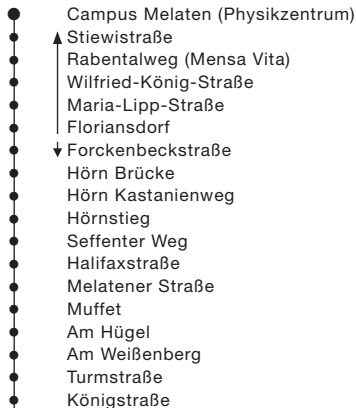 Campus Melaten (Physikzentrum)
Stiewistraße
Rabentalweg (Mensa Vita)
Wilfried-König-Straße
Maria-Lipp-Straße
Floriansdorf
Forckenbeckstraße
Hörn Brücke
Hörn Kastanienweg
Hörnstieg
Seffenter Weg
Halifaxstraße
Melatener Straße
Muffet
Am Hügel
Am Weißenberg
Turmstraße
Königstraße